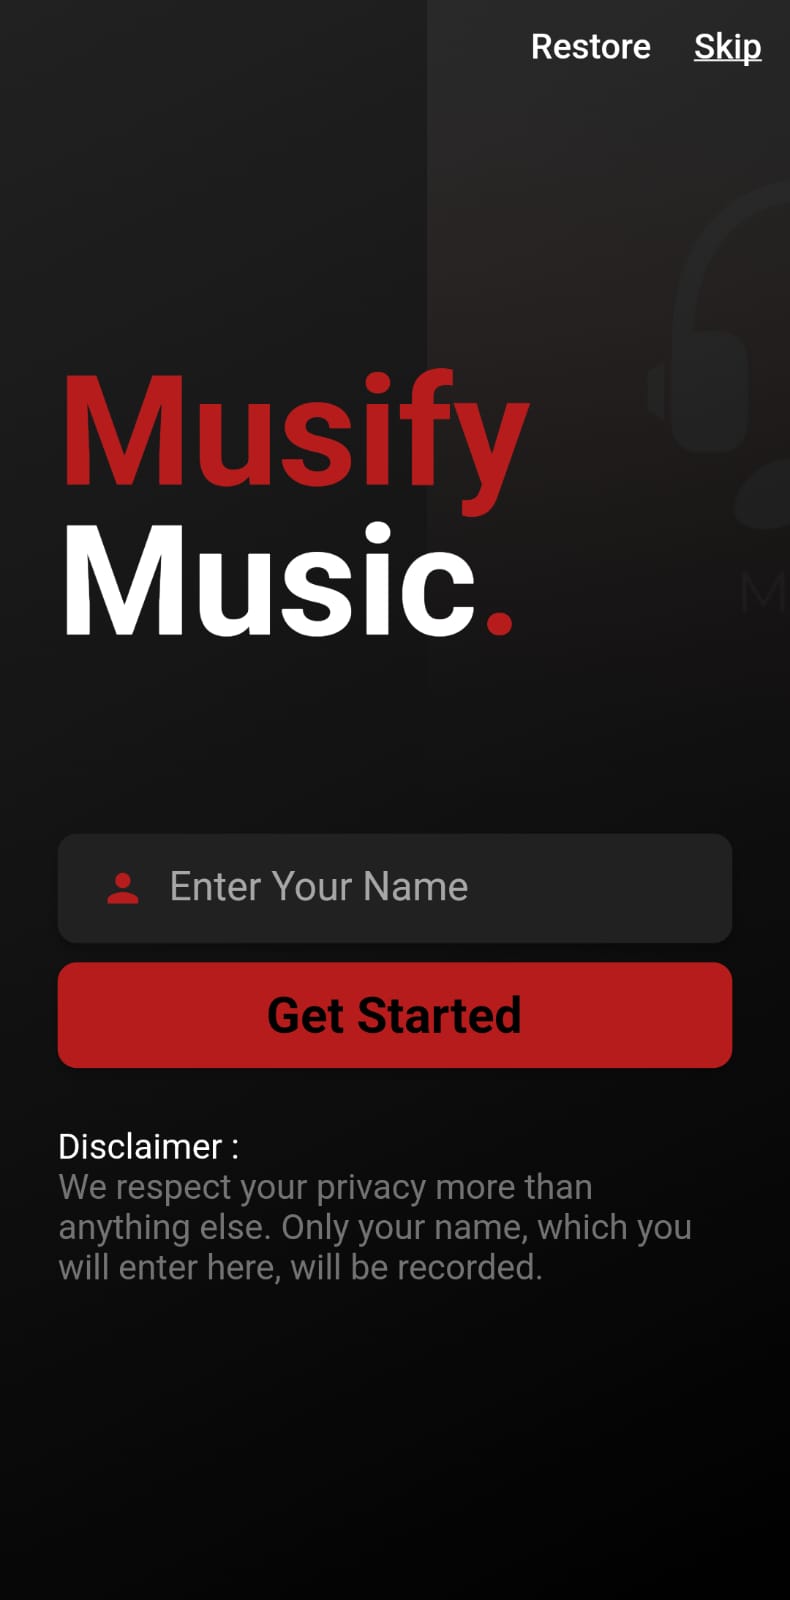 Restore Skip
Musify
Music.
M
Enter Your Name
Get Started
Disclaimer :
We respect your privacy more than
anything else. Only your name, which you
will enter here, will be recorded.